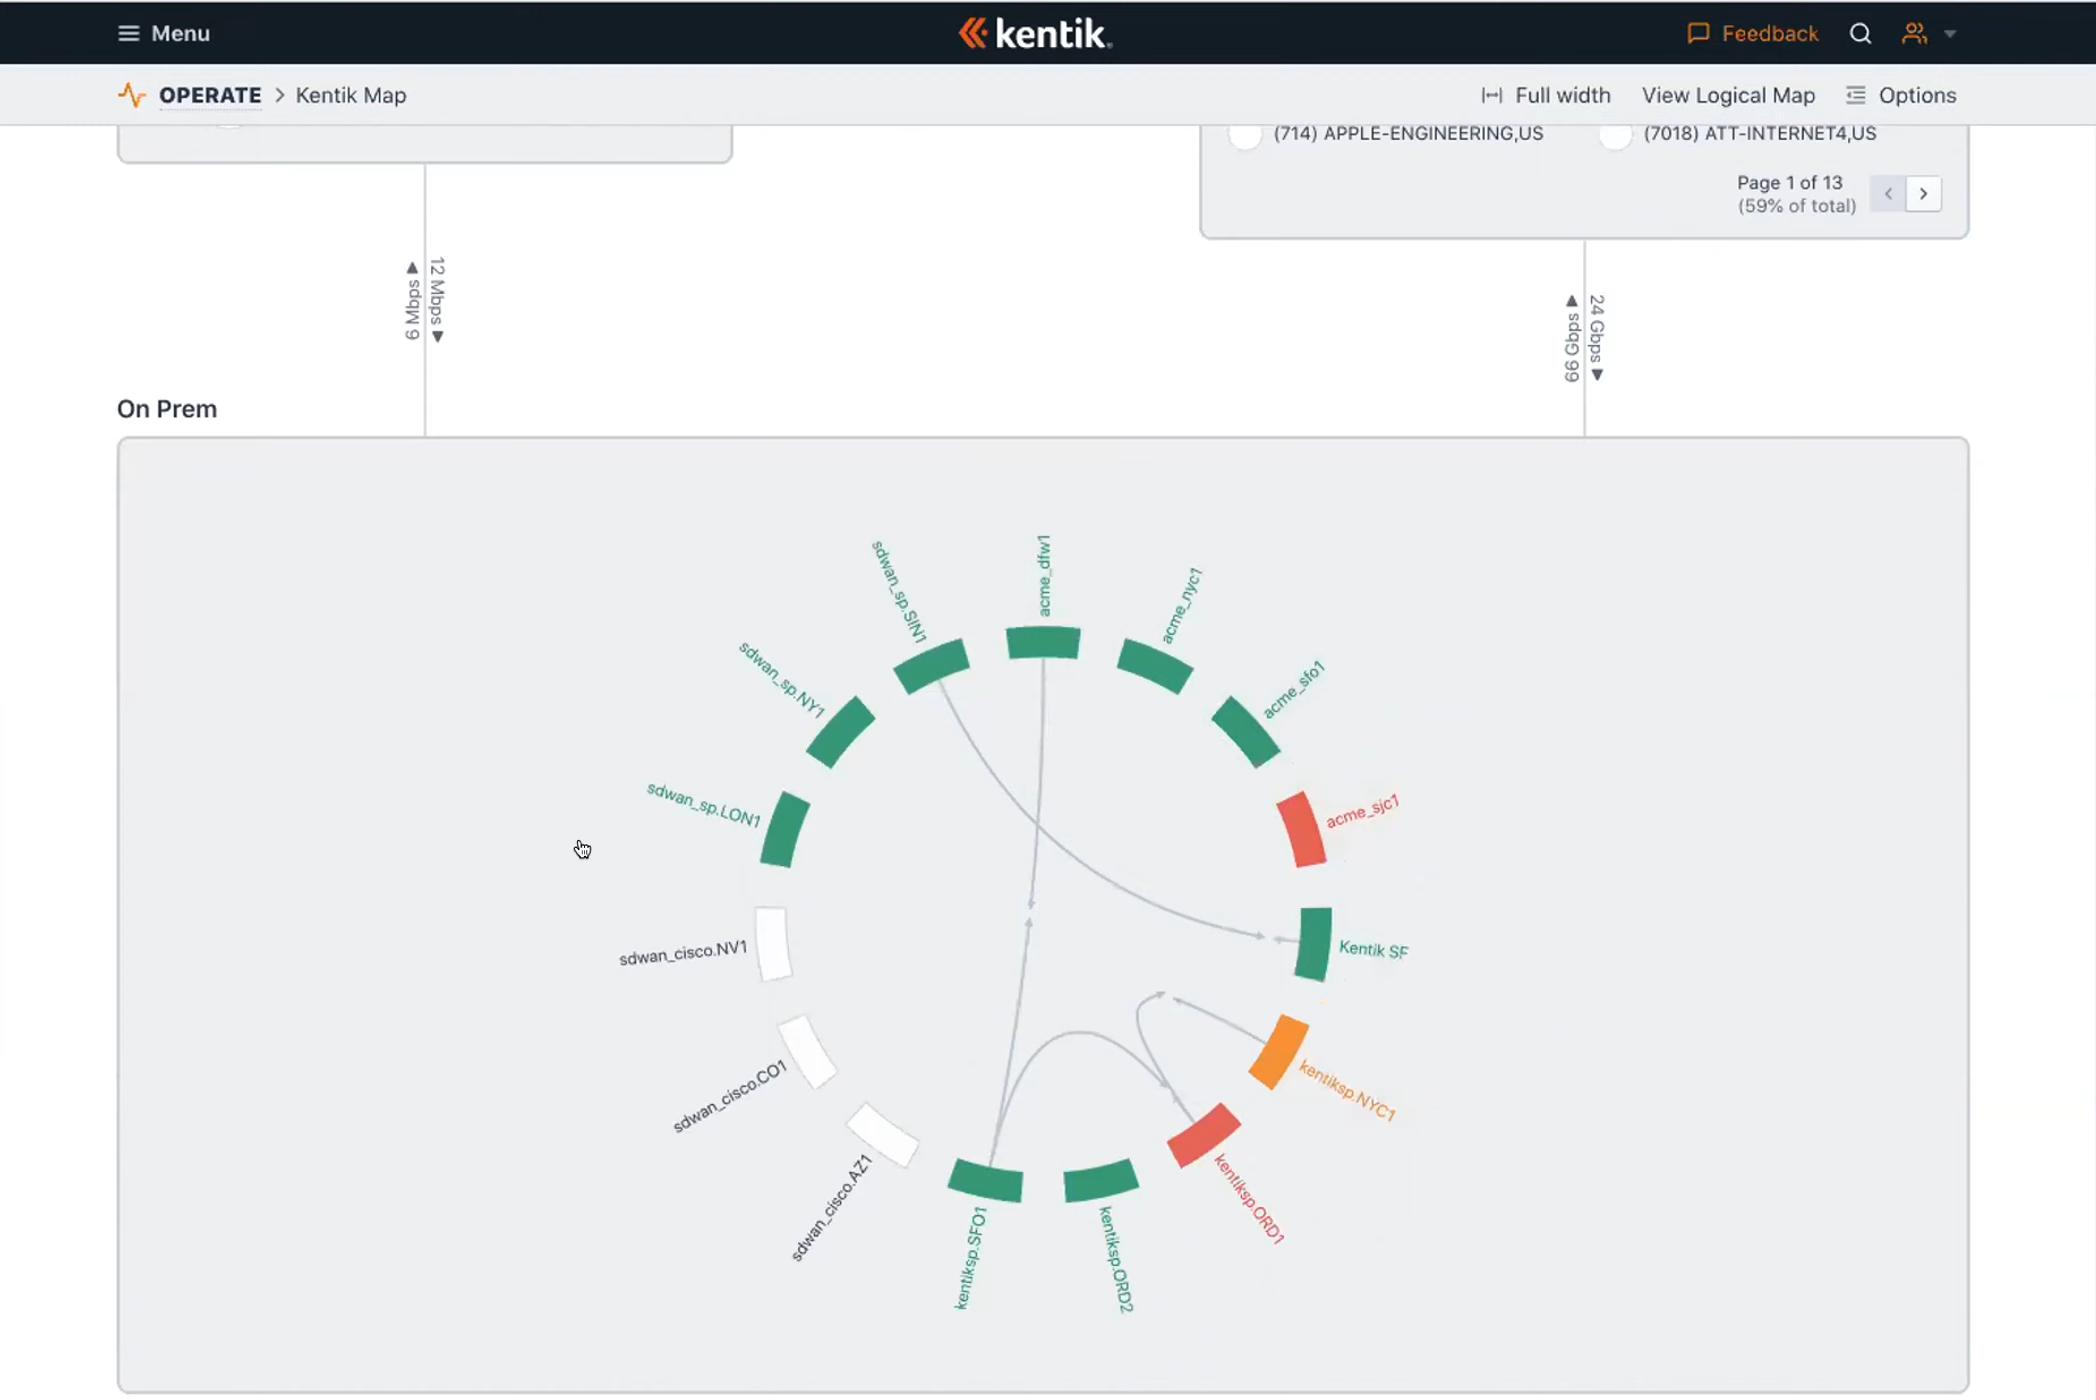 Menu
kentik
Feedback
OPERATE > Kentik Map
Full width
View Logical Map
Options
(714) APPLE-ENGINEERING,US
(7018) ATT-INTERNET4,US
Page 1 of 13
(59% of total)
9 Mbps ▶
12 Mbps ▶
99 Gbps ▶
24 Gbps ▶
On Prem
sdwan_sp.SIN1
acme_dfw1
acme_nyc1
sdwan_sp.NY1
acme_sfo1
sdwan_sp.LON1
acme_sjc1
sdwan_cisco.NV1
Kentik SF
sdwan_cisco.CO1
kentiksp.NYC1
sdwan_cisco.AZ1
kentiksp.ORD1
kentiksp.SFO1
kentiksp.ORD2